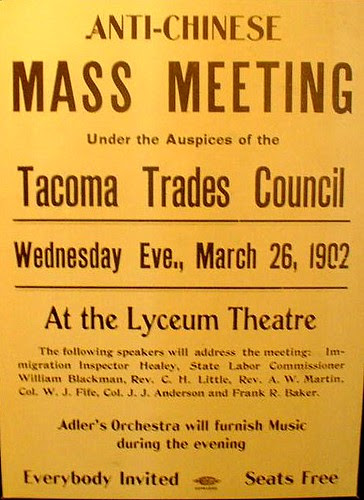 ANTI-CHINESE
MASS MEETING
Under the Auspices of the
Tacoma Trades Council
Wednesday Eve., March 26, 1902
At the Lyceum Theatre
The following speakers will address the meeting: Im-
migration Inspector Healey, State Labor Commissioner
William Blackman, Rev. C. H. Little, Rev. A. W. Martin,
Col. W. J. Fife, Col. J. J. Anderson and Frank R. Baker.
Adler's Orchestra will furnish Music
during the evening
Everybody Invited Seats Free